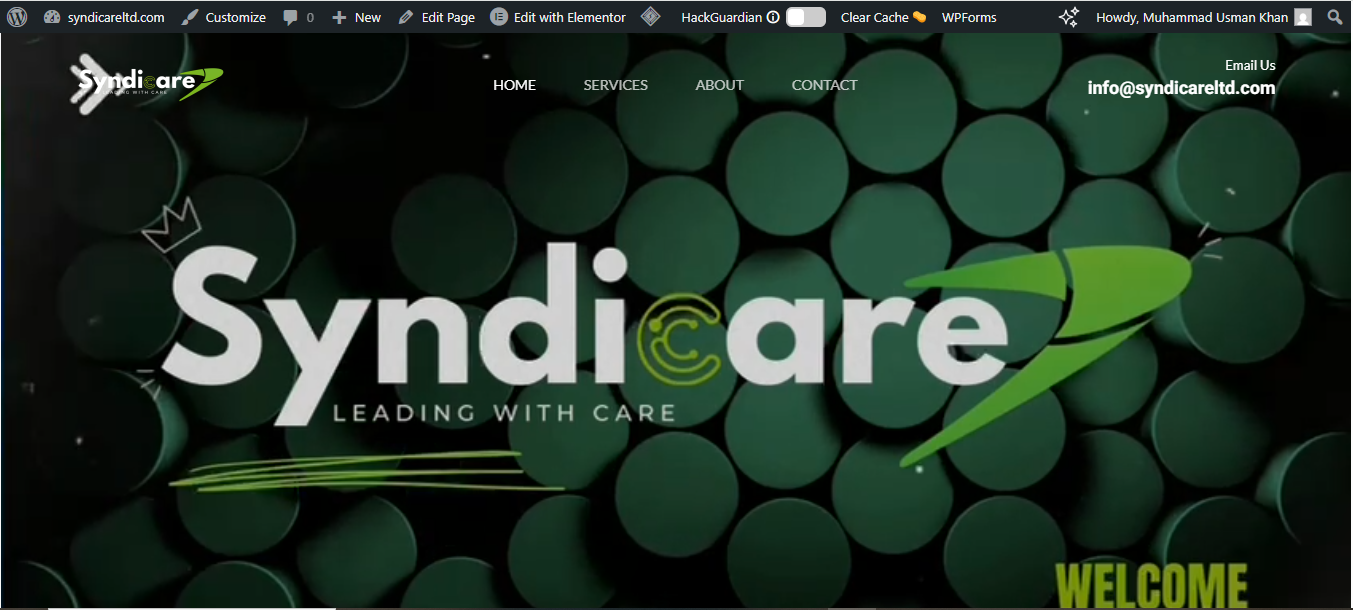 syndicareltd.com Customize 0 New Edit Page Edit with Elementor HackGuardian Clear Cache WPForms Howdy, Muhammad Usman Khan
Syndicare
LEADING WITH CARE
HOME SERVICES ABOUT CONTACT
Email Us
info@syndicareltd.com
Syndicare
LEADING WITH CARE
WELCOME